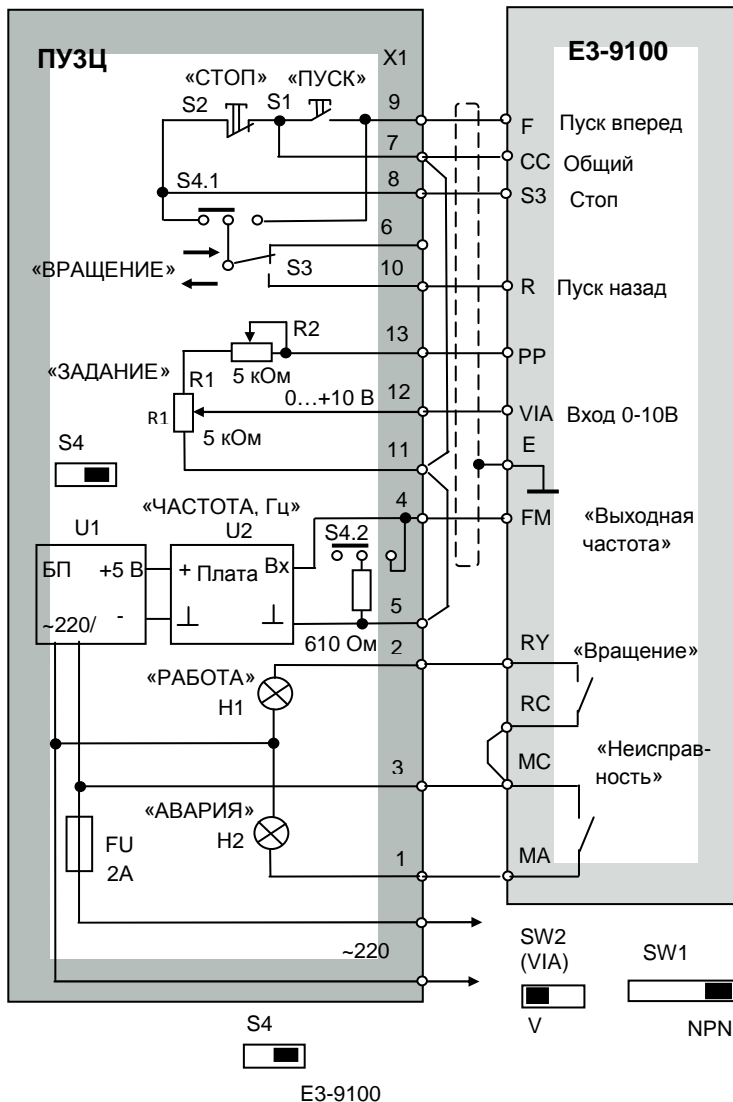 ПУЗЦ
X1
E3-9100
«СТОП» «ПУСК»
S2 S1
9
F Пуск вперед
7
CC Общий
8
S3 Стоп
S4.1
6
«ВРАЩЕНИЕ»
S3
10
R Пуск назад
R2
13
PP
«ЗАДАНИЕ»
5 кОм
R1
12
0…+10 В
R1
VIA Вход 0-10В
5 кОм
E
11
S4
«ЧАСТОТА, Гц»
4
FM «Выходная
частота»
U1 U2
S4.2
БП +5 В
+ Плата Вх
~220/ -
5
610 Ом
2
RY
«Вращение»
«РАБОТА»
H1
RC
MC
«Неисправ-
ность»
3
«АВАРИЯ»
H2
FU
2А
1
MA
~220
SW2
(VIA)
SW1
V
NPN
S4
E3-9100